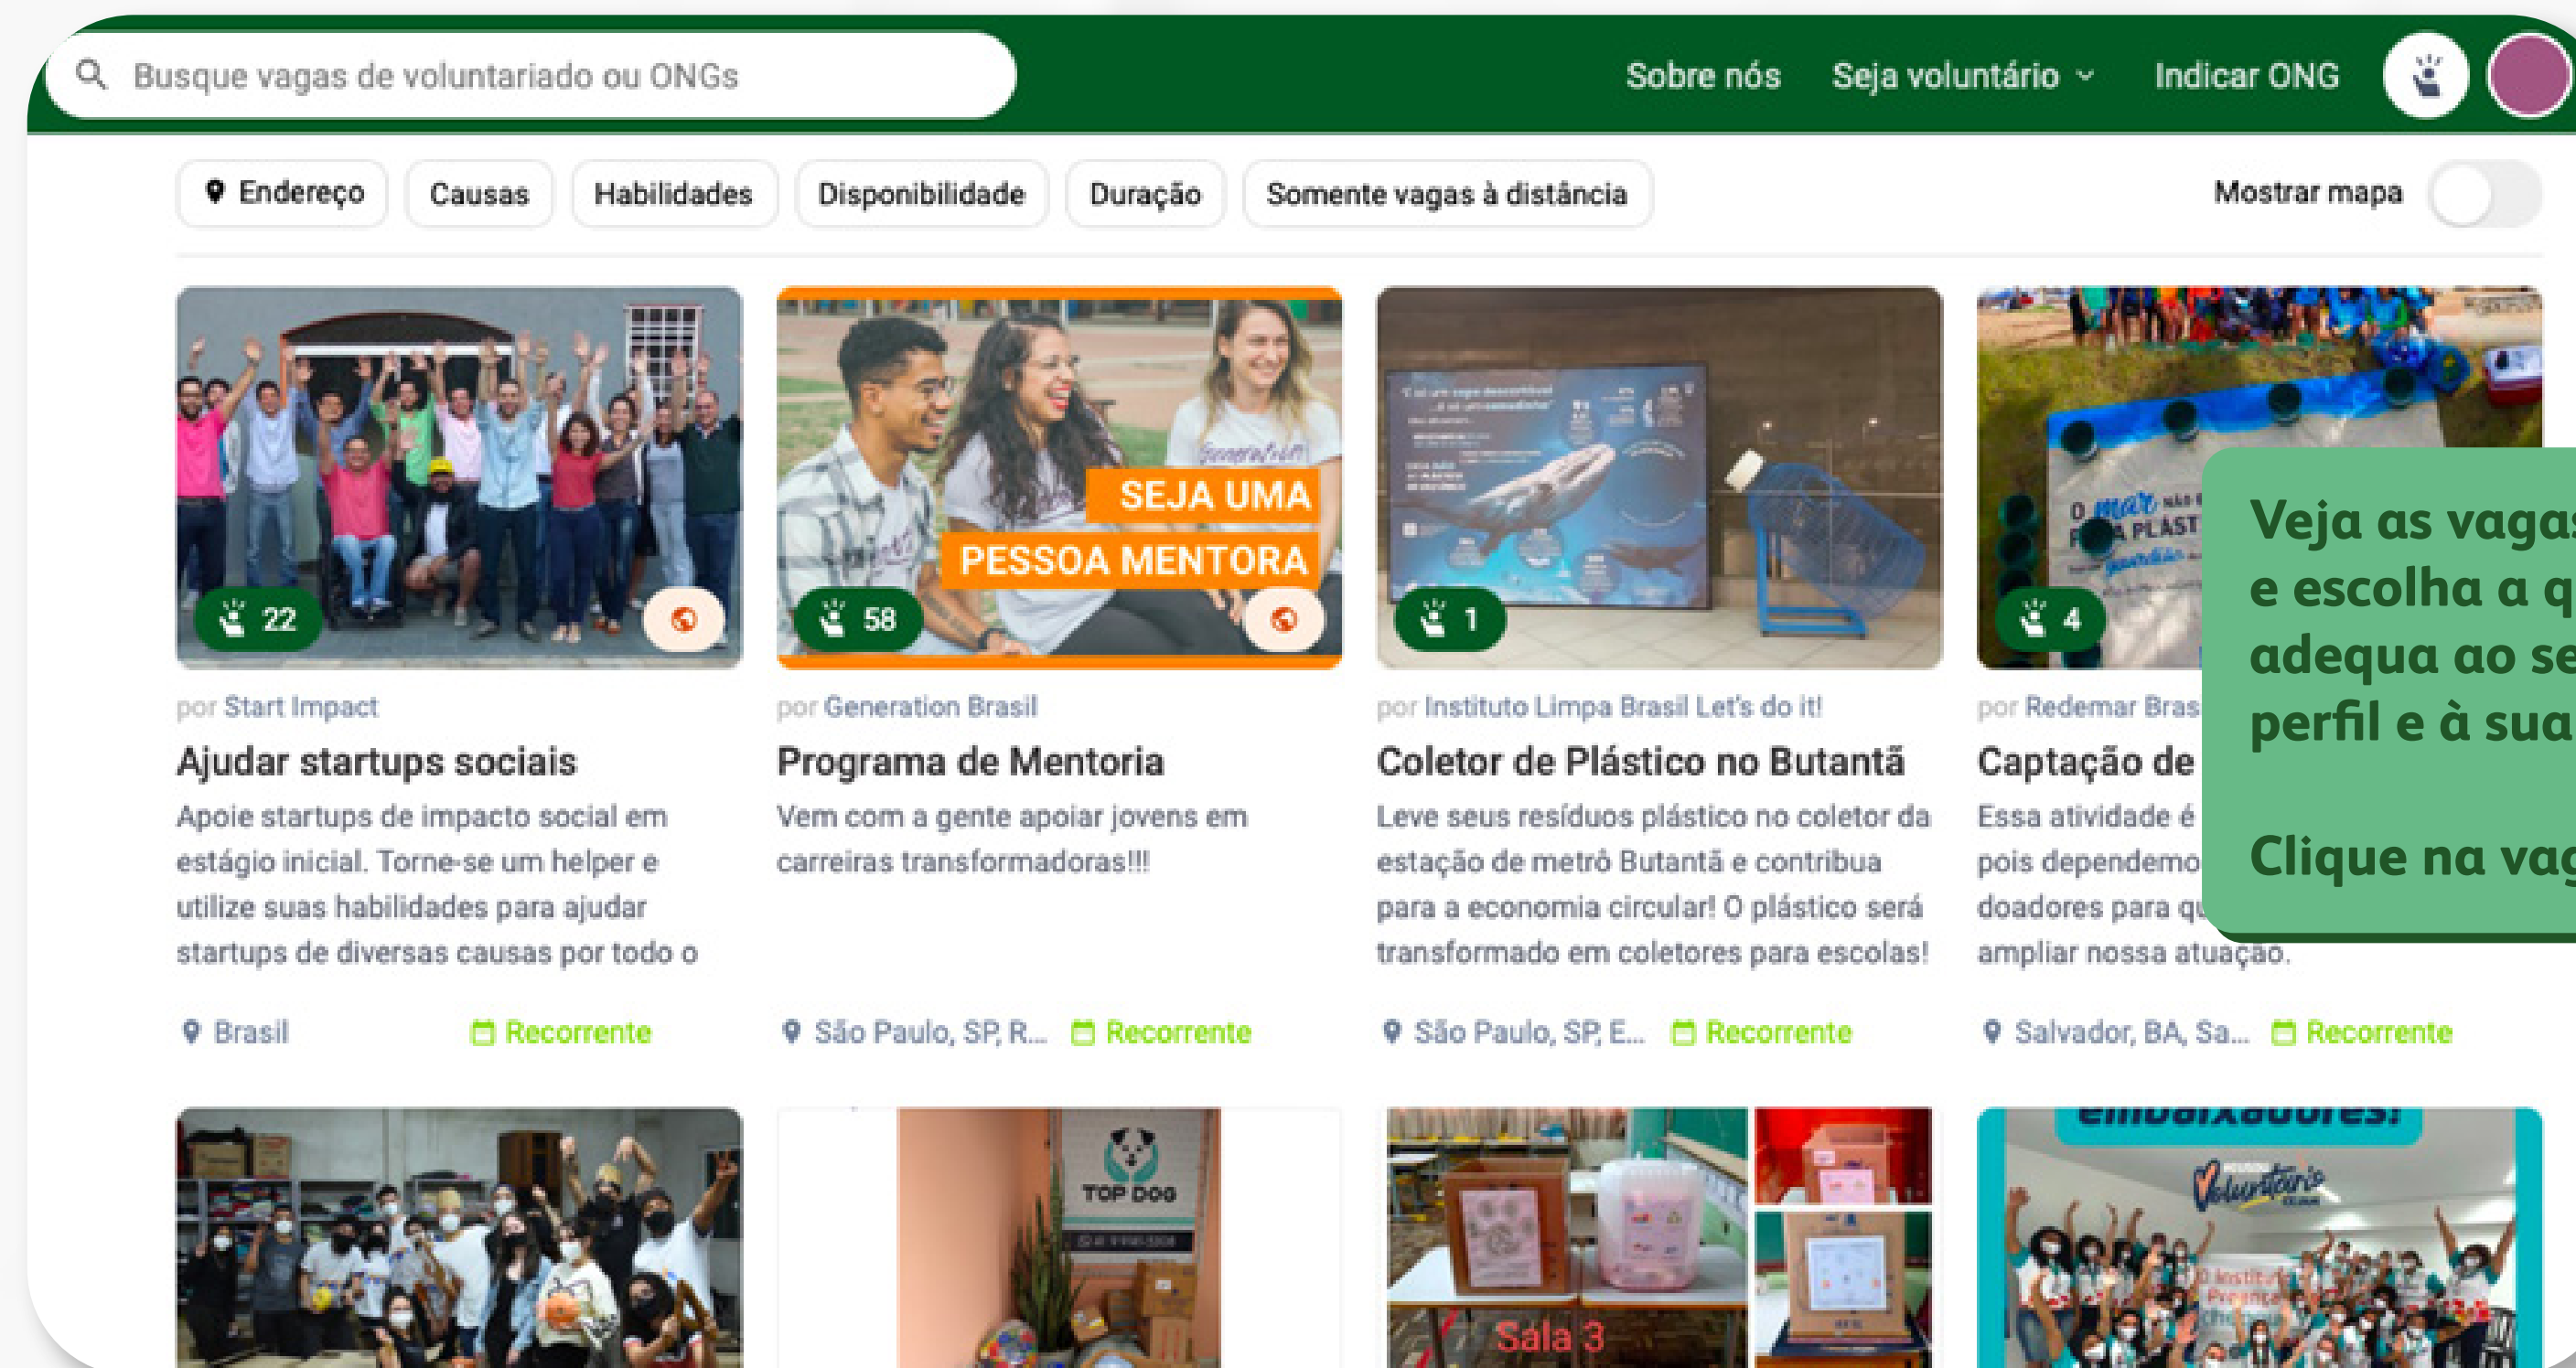 Busque vagas de voluntariado ou ONGs
Sobre nós
Seja voluntário
Indicar ONG
Endereço
Causas
Habilidades
Disponibilidade
Duração
Somente vagas à distância
Mostrar mapa
22
SEJA UMA
PESSOA MENTORA
58
1
O mar NÃO
PLÁST
4
por Start Impact
Ajudar startups sociais
Apoie startups de impacto social em
estágio inicial. Torne-se um helper e
utilize suas habilidades para ajudar
startups de diversas causas por todo o
Brasil
Recorrente
por Generation Brasil
Programa de Mentoria
Vem com a gente apoiar jovens em
carreiras transformadoras!!!
São Paulo, SP, R...
Recorrente
por Instituto Limpa Brasil Let's do it!
Coletor de Plástico no Butantã
Leve seus resíduos plástico no coletor da
estação de metrô Butantã e contribua
para a economia circular! O plástico será
transformado em coletores para escolas!
São Paulo, SP, E...
Recorrente
por Redemar Bras
Captação de
Essa atividade é
pois dependemo
doadores para qu
ampliar nossa atuação.
Salvador, BA, Sa...
Recorrente
Veja as vagas
e escolha a q
adequa ao se
perfil e à sua
Clique na vag
TOP DOG
Sala 3
embaixadores!
Voluntário